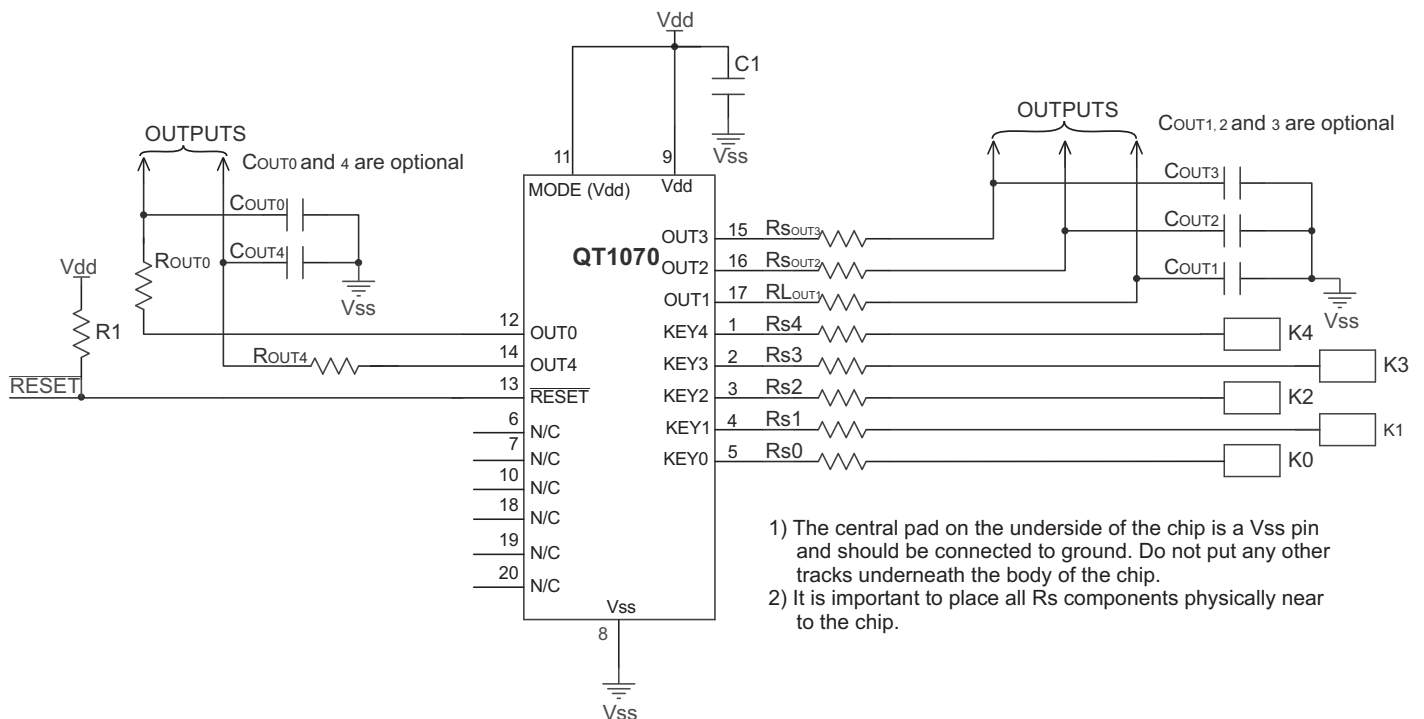 Vdd
C1
Vss
OUTPUTS
COUT0 and 4 are optional
COUT0
COUT4
ROUT0
Vss
Vdd
R1
ROUT4
RESET
OUTPUTS
COUT1, 2 and 3 are optional
COUT3
COUT2
COUT1
Vss
11
9
MODE (Vdd)
Vdd
QT1070
12 OUT0
14 OUT4
13 RESET
6 N/C
7 N/C
10 N/C
18 N/C
19 N/C
20 N/C
OUT3 15 RsOUT3
OUT2 16 RsOUT2
OUT1 17 RLOUT1
KEY4 1 Rs4 K4
KEY3 2 Rs3 K3
KEY2 3 Rs2 K2
KEY1 4 Rs1 K1
KEY0 5 Rs0 K0
Vss
8
Vss
1) The central pad on the underside of the chip is a Vss pin
and should be connected to ground. Do not put any other
tracks underneath the body of the chip.
2) It is important to place all Rs components physically near
to the chip.